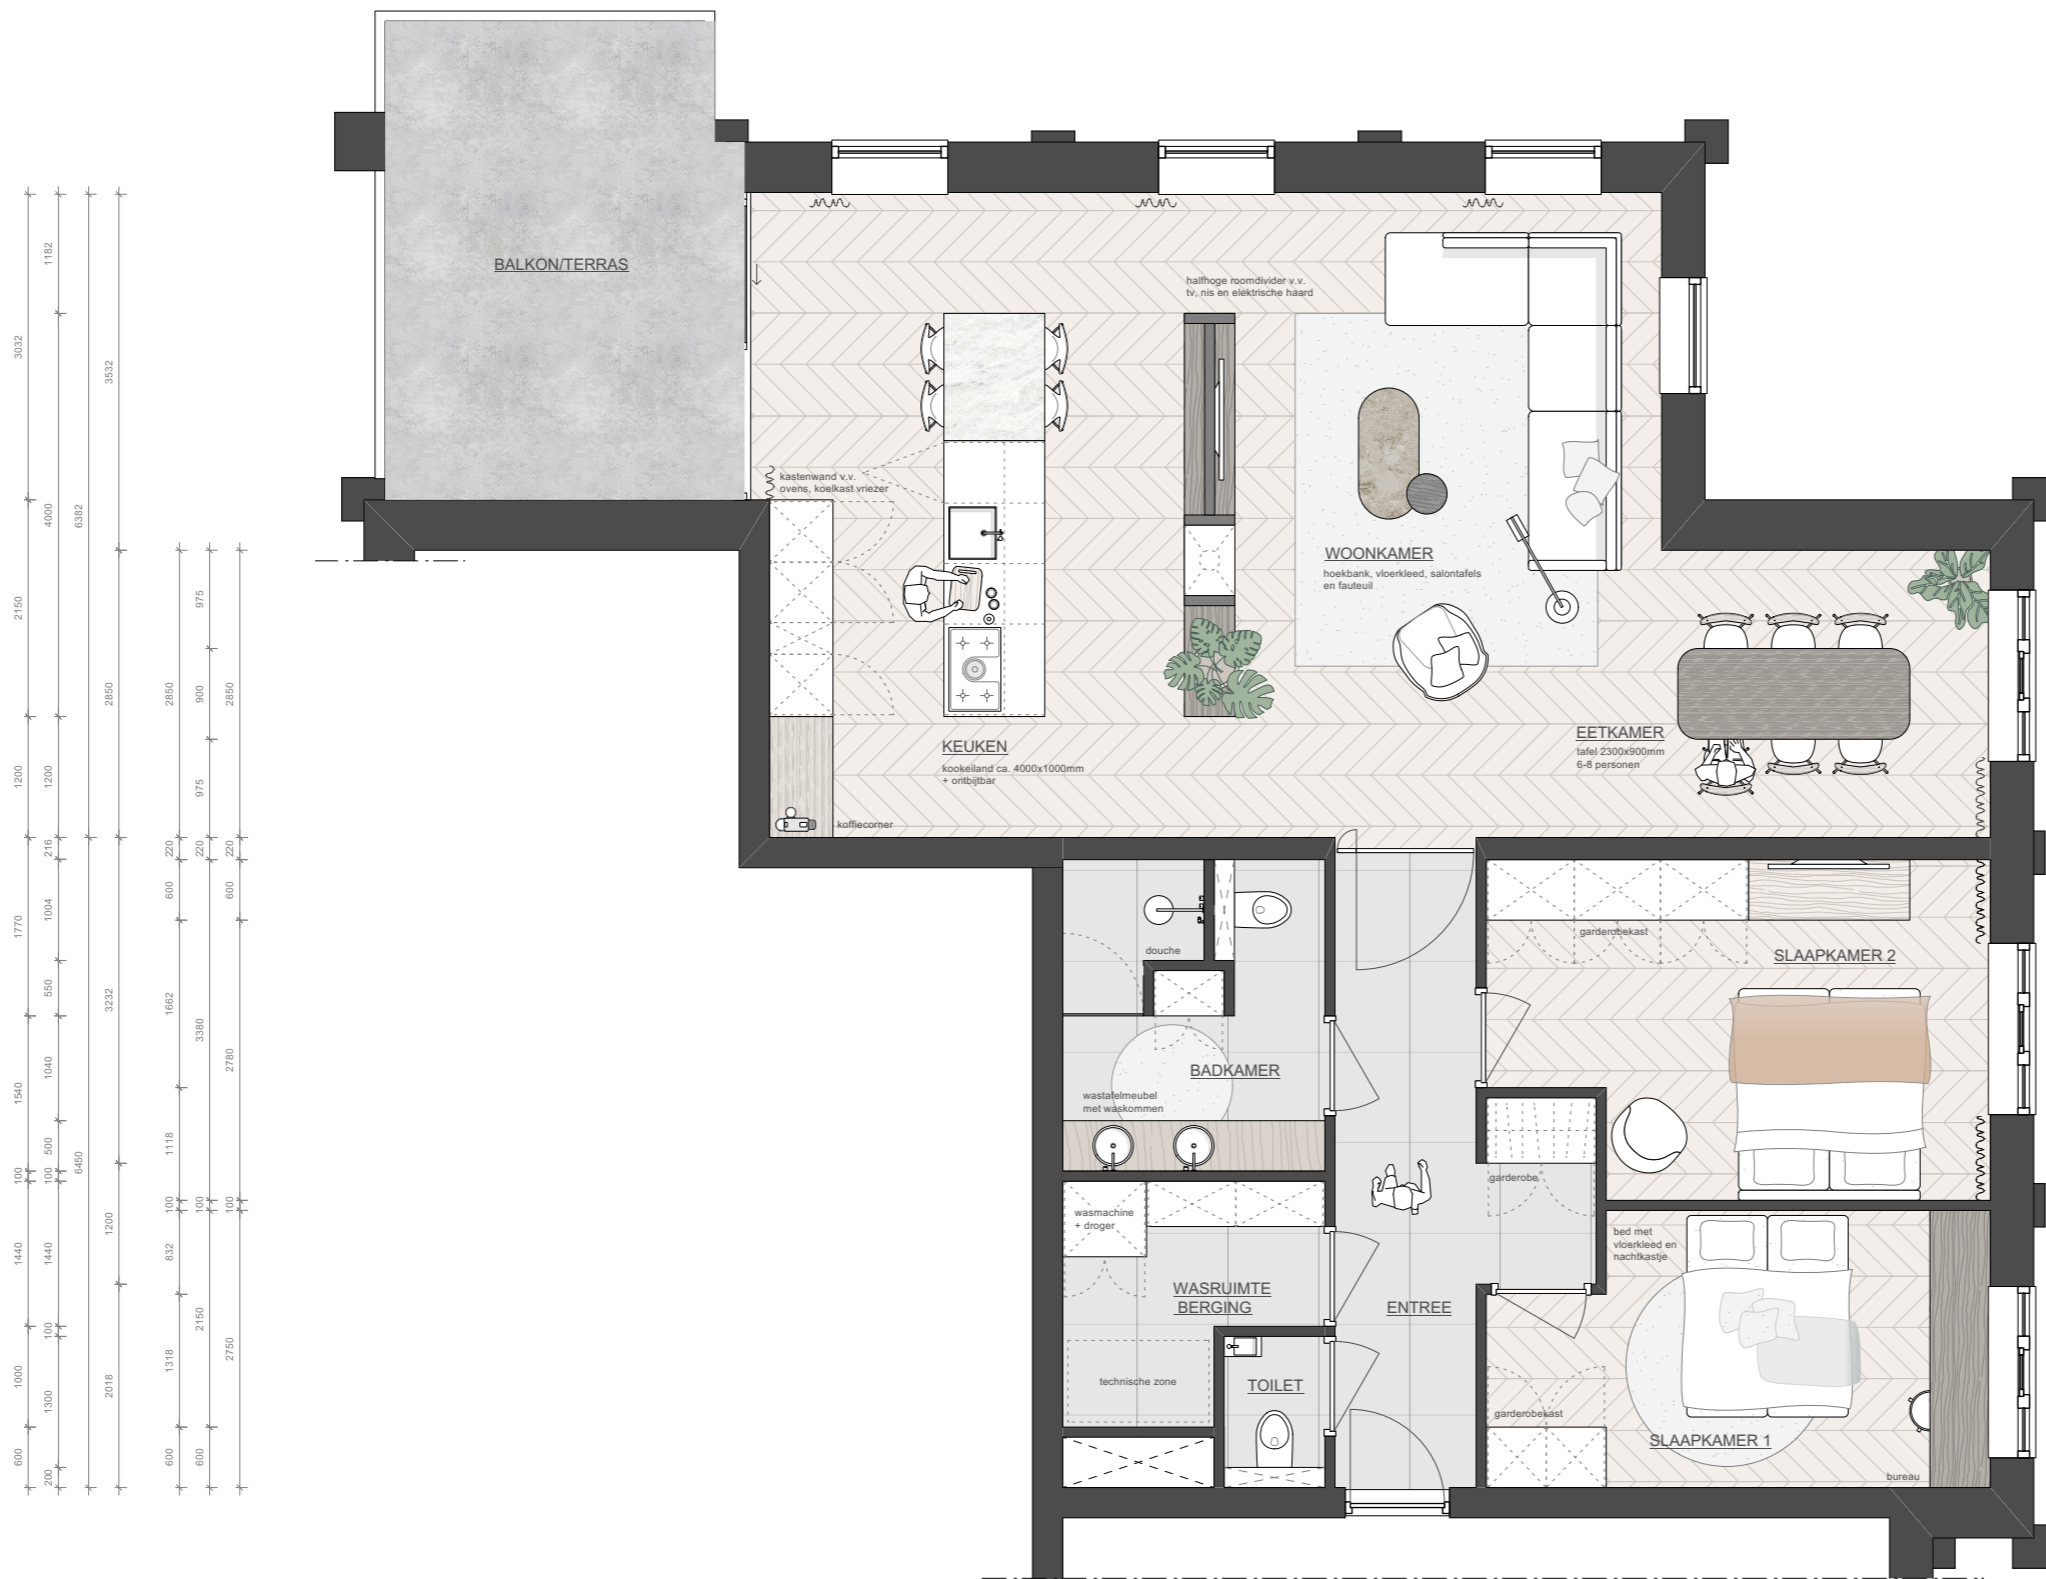 BALKON/TERRAS
halfhoge roomdivider v.v.
tv, nis en elektrische haard
kastenwand v.v.
ovens, koelkast vriezer
WOONKAMER
hoekbank, vloerkleed, salontafels
en fauteuil
KEUKEN
kookeiland ca. 4000x1000mm
+ ontbijtbar
EETKAMER
tafel 2300x900mm
6-8 personen
koffiecorner
douche
garderobekast
SLAAPKAMER 2
BADKAMER
wastafelmeubel
met waskommen
garderobe
wasmachine
+ droger
bed met
vloerkleed en
nachtkastje
WASRUIMTE
BERGING
ENTREE
technische zone
TOILET
garderobekast
SLAAPKAMER 1
bureau
3032
2150
1200
1770
1540
100
1440
1000
600
1182
4000
1200
216
1004
550
1040
500
100
1440
100
1300
200
6382
6450
3532
2850
3232
1200
2018
2850
220
600
1662
1118
100
832
1318
600
975
900
975
220
3380
100
2150
600
2850
220
600
2780
100
2750